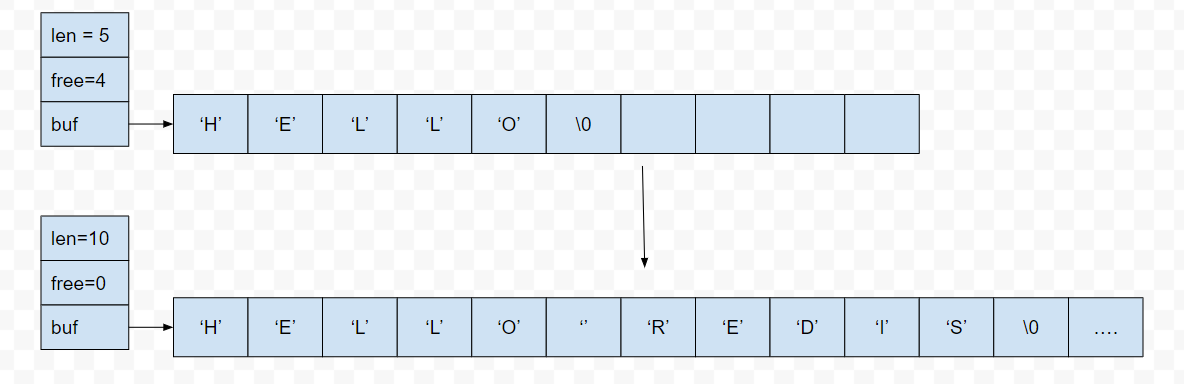 len = 5
free=4
buf
‘H’ ‘E’ ‘L’ ‘L’ ‘O’ \0
len=10
free=0
buf
‘H’ ‘E’ ‘L’ ‘L’ ‘O’ ‘’ ‘R’ ‘E’ ‘D’ ‘I’ ‘S’ \0 ....